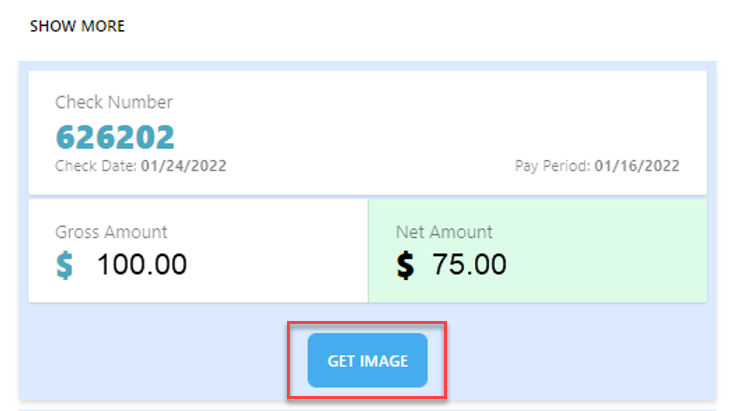 SHOW MORE
Check Number
626202
Check Date: 01/24/2022
Pay Period: 01/16/2022
Gross Amount
$ 100.00
Net Amount
$ 75.00
GET IMAGE